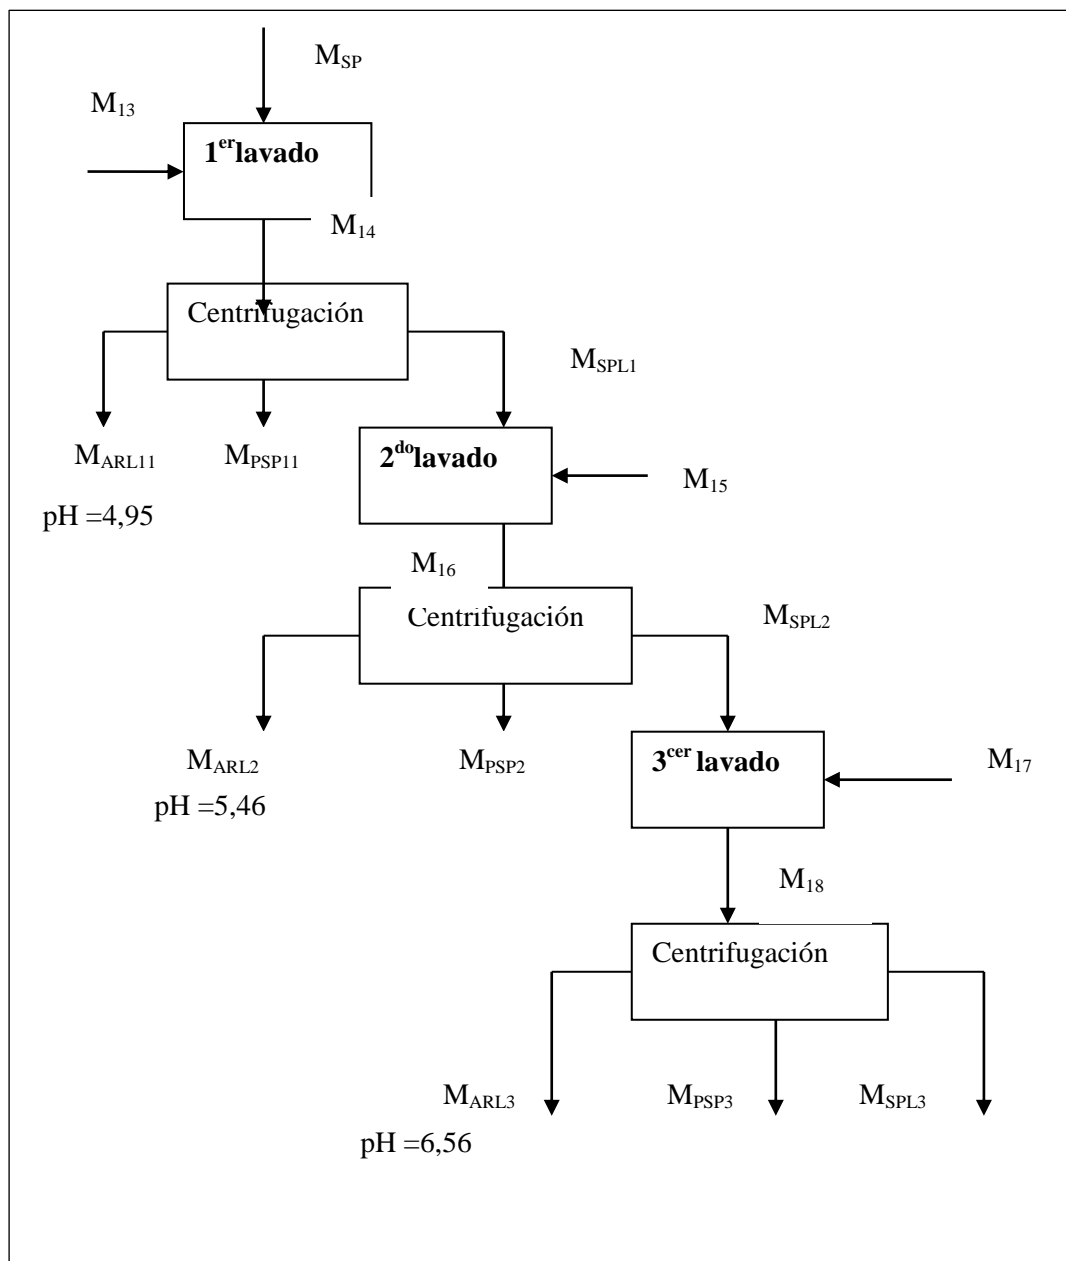 M_SP
M_13
1^er lavado
M_14
Centrifugación
M_SPL1
M_ARL11
M_PSP11
2^do lavado
M_15
pH =4,95
M_16
Centrifugación
M_SPL2
M_ARL2
M_PSP2
3^cer lavado
M_17
pH =5,46
M_18
Centrifugación
M_ARL3
M_PSP3
M_SPL3
pH =6,56